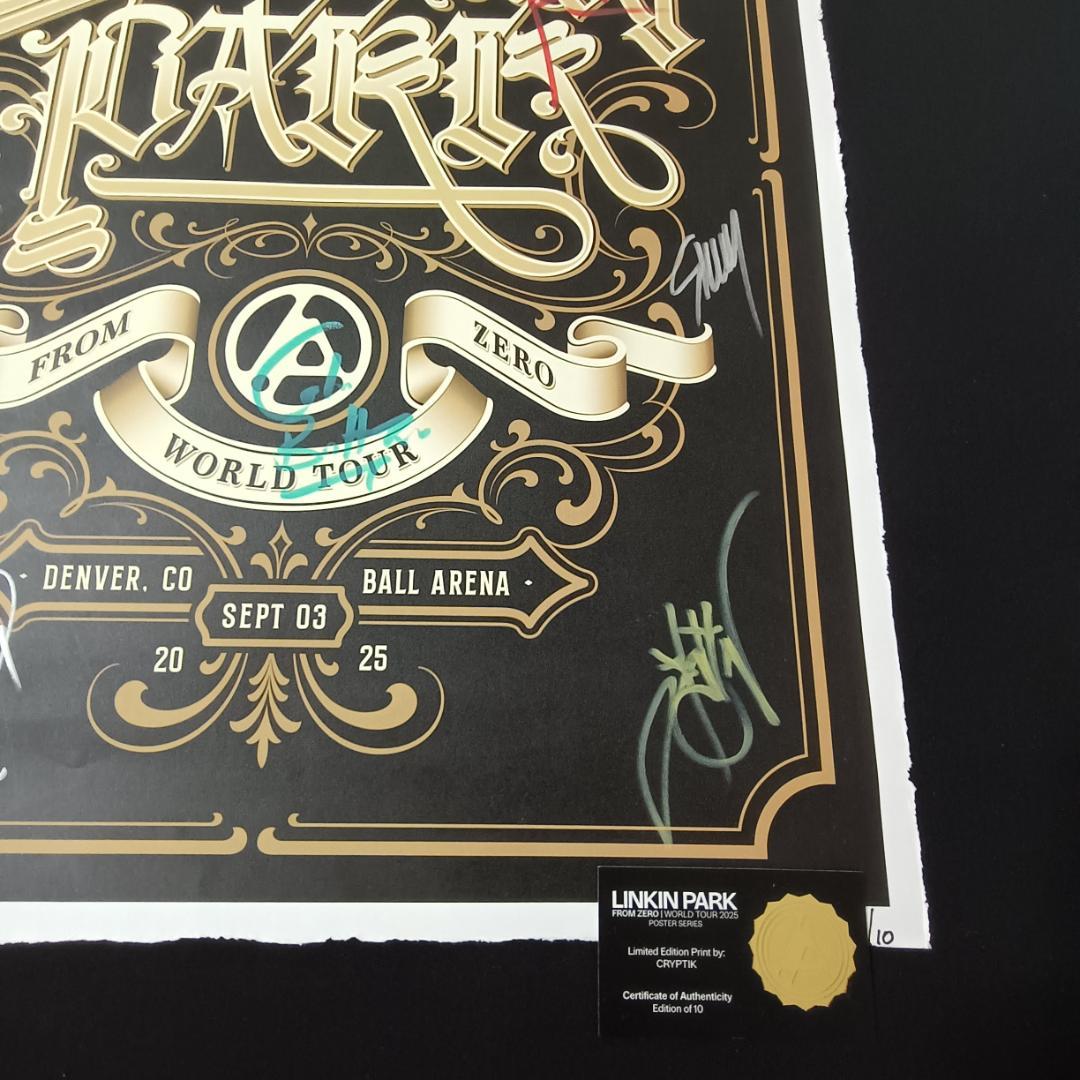 PARK
FROM ZERO
WORLD TOUR
· DENVER, CO
BALL ARENA ·
SEPT 03
20 25
LINKIN PARK
FROM ZERO | WORLD TOUR 2025
POSTER SERIES
Limited Edition Print by:
CRYPTIK
Certificate of Authenticity
Edition of 10
/10